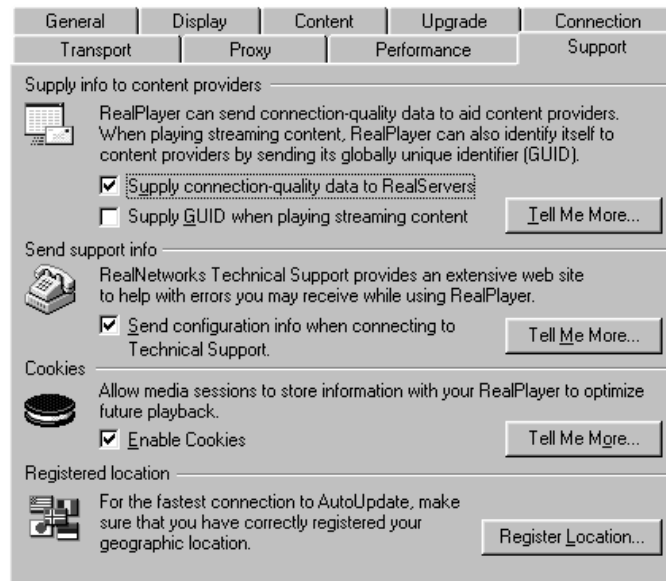 General Display Content Upgrade Connection
Transport Proxy Performance Support
Supply info to content providers
RealPlayer can send connection-quality data to aid content providers.
When playing streaming content, RealPlayer can also identify itself to
content providers by sending its globally unique identifier (GUID).
Supply connection-quality data to RealServers
Supply GUID when playing streaming content
Tell Me More...
Send support info
RealNetworks Technical Support provides an extensive web site
to help with errors you may receive while using RealPlayer.
Send configuration info when connecting to
Technical Support.
Tell Me More...
Cookies
Allow media sessions to store information with your RealPlayer to optimize
future playback.
Enable Cookies
Tell Me More...
Registered location
For the fastest connection to AutoUpdate, make
sure that you have correctly registered your
geographic location.
Register Location...